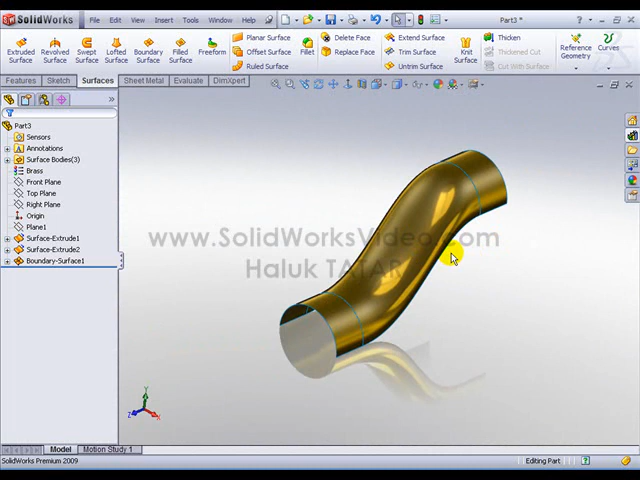 SolidWorks File Edit View Insert Tools Window Help Part3 *
Extruded Surface Revolved Surface Swept Surface Lofted Surface Boundary Surface Filled Surface Freeform
Planar Surface
Offset Surface
Ruled Surface
Fillet
Delete Face
Replace Face
Extend Surface
Trim Surface
Untrim Surface
Knit Surface
Thicken
Thickened Cut
Cut With Surface
Reference Geometry
Curves
Features Sketch Surfaces Sheet Metal Evaluate DimXpert
Part3
Sensors
Annotations
Surface Bodies(3)
Brass
Front Plane
Top Plane
Right Plane
Origin
Plane1
Surface-Extrude1
Surface-Extrude2
Boundary-Surface1
www.SolidWorksVideo.com
Haluk TATAR
Y
Z
X
Model Motion Study 1
SolidWorks Premium 2009 Editing Part